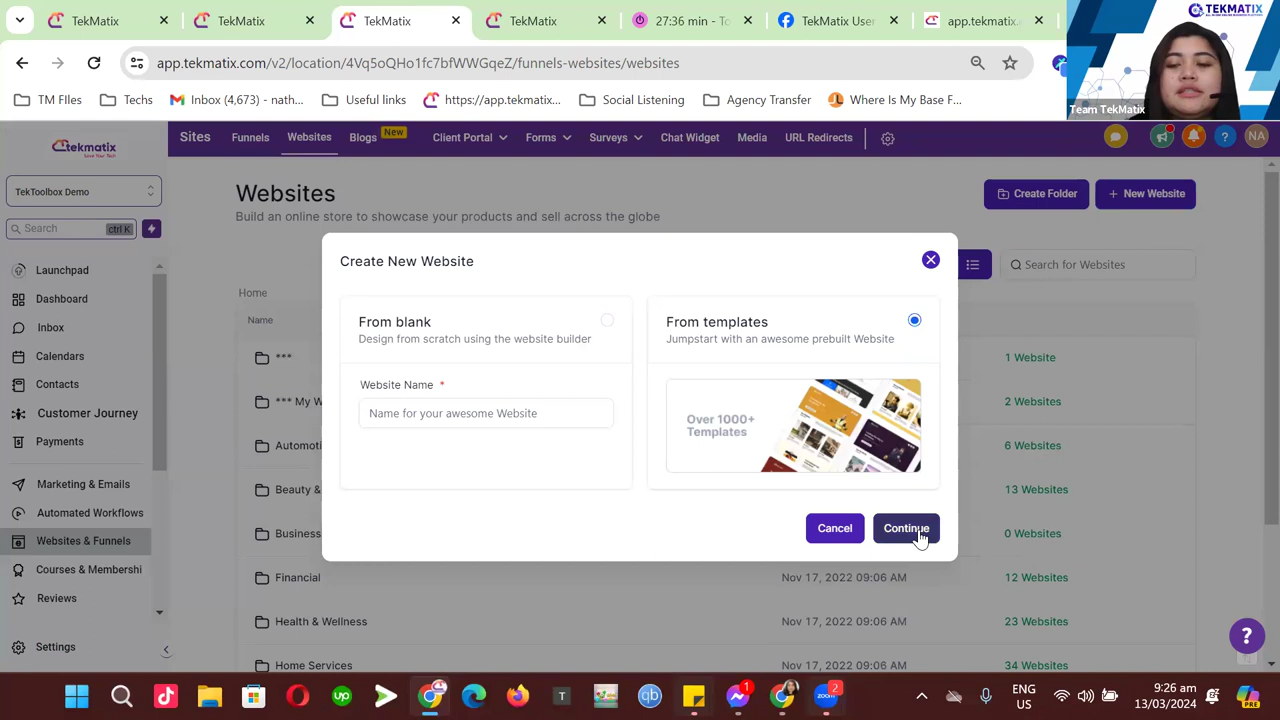 TekMatix
TekMatix
TekMatix
TekMatix
27:36 min - To
TekMatix User
app.tekmatix.
app.tekmatix.com/v2/location/4Vq5oQHo1fc7bfWWGqeZ/funnels-websites/websites
TM FIles
Techs
Inbox (4,673) - nath...
Useful links
https://app.tekmatix...
Social Listening
Agency Transfer
Where Is My Base F...
TEKMATIX
Team TekMatix
tekmatix
Love Your Tech
Sites
Funnels
Websites
Blogs
New
Client Portal
Forms
Surveys
Chat Widget
Media
URL Redirects
NA
TekToolbox Demo
Search
ctrl K
Launchpad
Dashboard
Inbox
Calendars
Contacts
Customer Journey
Payments
Marketing & Emails
Automated Workflows
Websites & Funnels
Courses & Membershi
Reviews
Settings
Websites
Build an online store to showcase your products and sell across the globe
Create Folder
+ New Website
Search for Websites
Home
Name
***
1 Website
*** My W
2 Websites
Automoti
6 Websites
Beauty &
13 Websites
Business
0 Websites
Financial
Nov 17, 2022 09:06 AM
12 Websites
Health & Wellness
Nov 17, 2022 09:06 AM
23 Websites
Home Services
Nov 17, 2022 09:06 AM
34 Websites
Create New Website
From blank
Design from scratch using the website builder
Website Name *
Name for your awesome Website
From templates
Jumpstart with an awesome prebuilt Website
Over 1000+
Templates
Cancel
Continue
?
1
2
ENG
US
9:26 am
13/03/2024
PRE